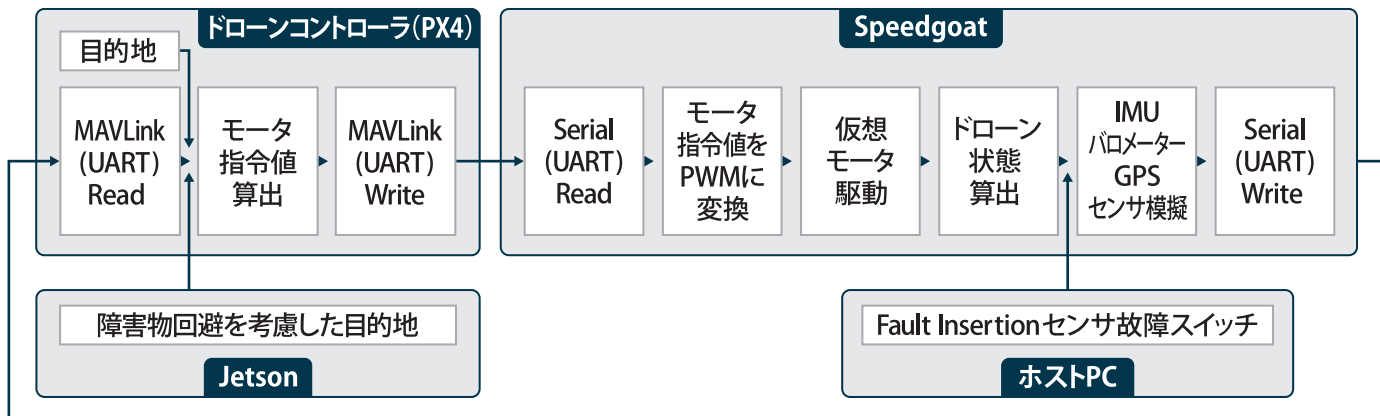 ドローンコントローラ(PX4)
目的地
MAVLink
(UART)
Read
モータ
指令値
算出
MAVLink
(UART)
Write
Speedgoat
Serial
(UART)
Read
モータ
指令値を
PWMに
変換
仮想
モータ
駆動
ドローン
状態
算出
IMU
バロメーター
GPS
センサ模擬
Serial
(UART)
Write
障害物回避を考慮した目的地
Jetson
Fault Insertionセンサ故障スイッチ
ホストPC